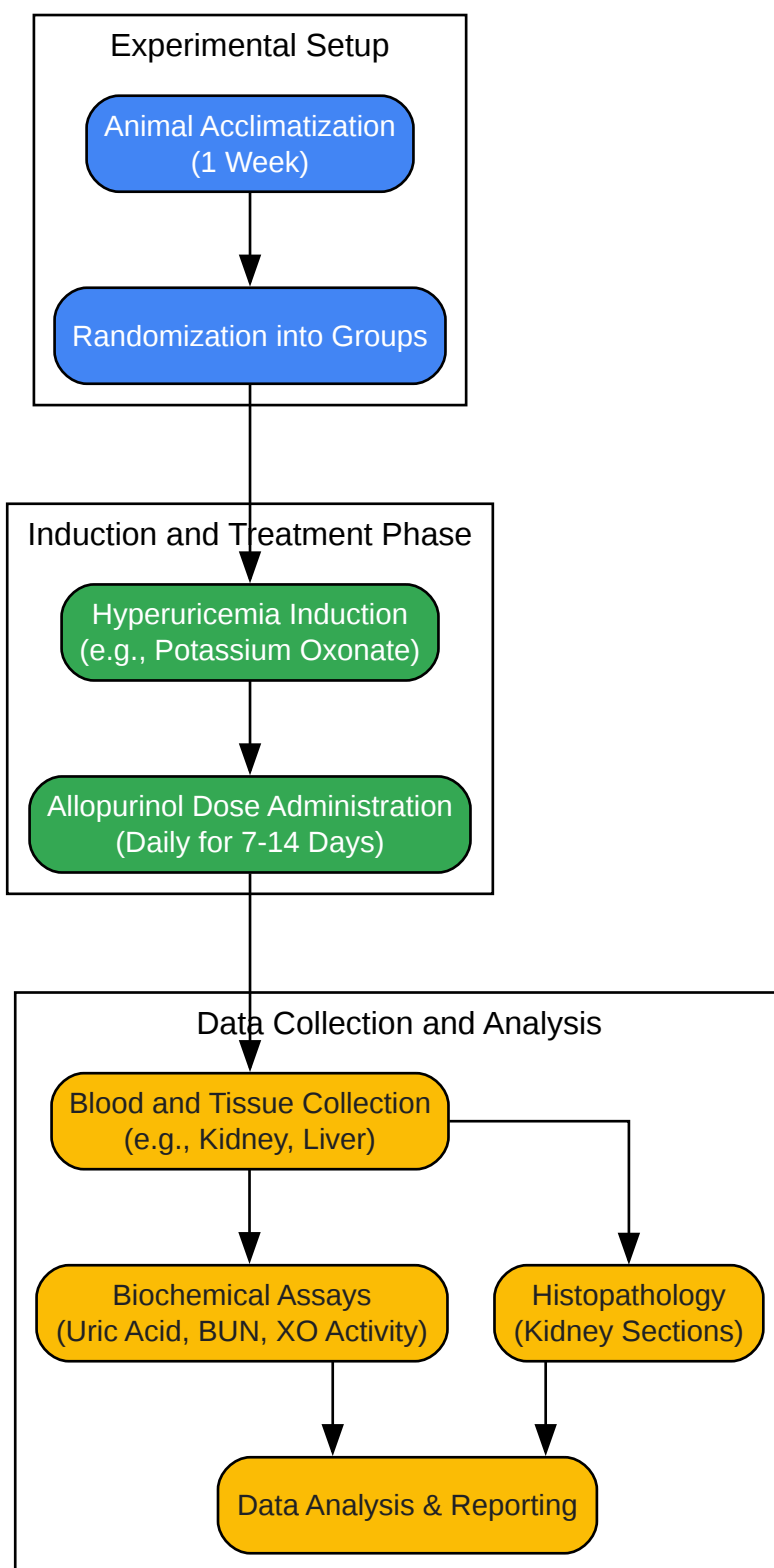 Experimental Setup
Animal Acclimatization
(1 Week)
Randomization into Groups
Induction and Treatment Phase
Hyperuricemia Induction
(e.g., Potassium Oxonate)
Allopurinol Dose Administration
(Daily for 7-14 Days)
Data Collection and Analysis
Blood and Tissue Collection
(e.g., Kidney, Liver)
Biochemical Assays
(Uric Acid, BUN, XO Activity)
Histopathology
(Kidney Sections)
Data Analysis & Reporting